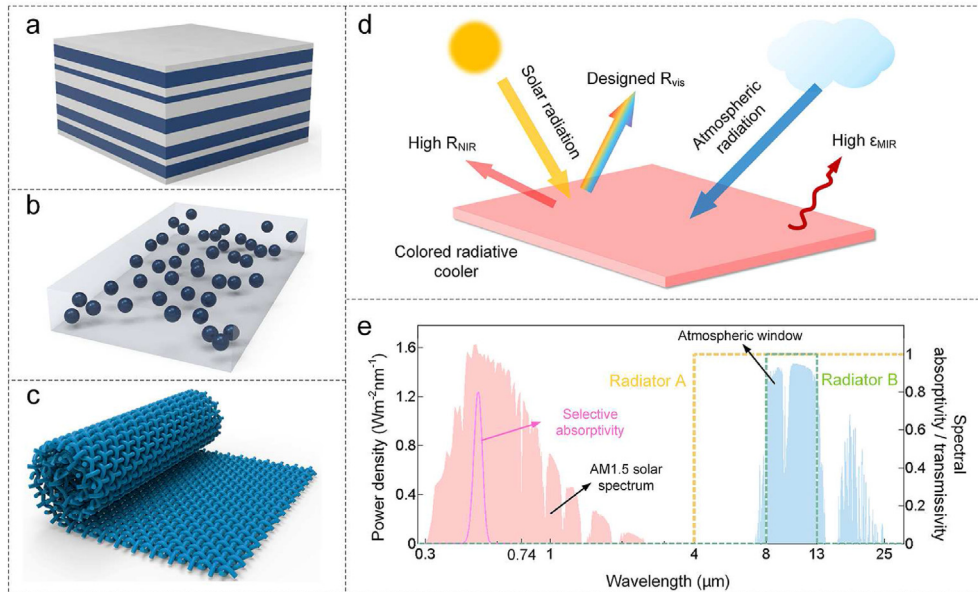 a
b
c
d
Solar radiation
Designed R_vis
Atmospheric
radiation
High R_NIR
High ε_MIR
Colored radiative
cooler
e
Atmospheric window
Radiator A
Radiator B
Selective
absorptivity
AM1.5 solar
spectrum
Power density (Wm⁻²nm⁻¹)
1.6
1.2
0.8
0.4
0
Spectral
absorptivity / transmissivity
1
0.8
0.6
0.4
0.2
0
0.3
0.74
1
4
8
13
25
Wavelength (μm)